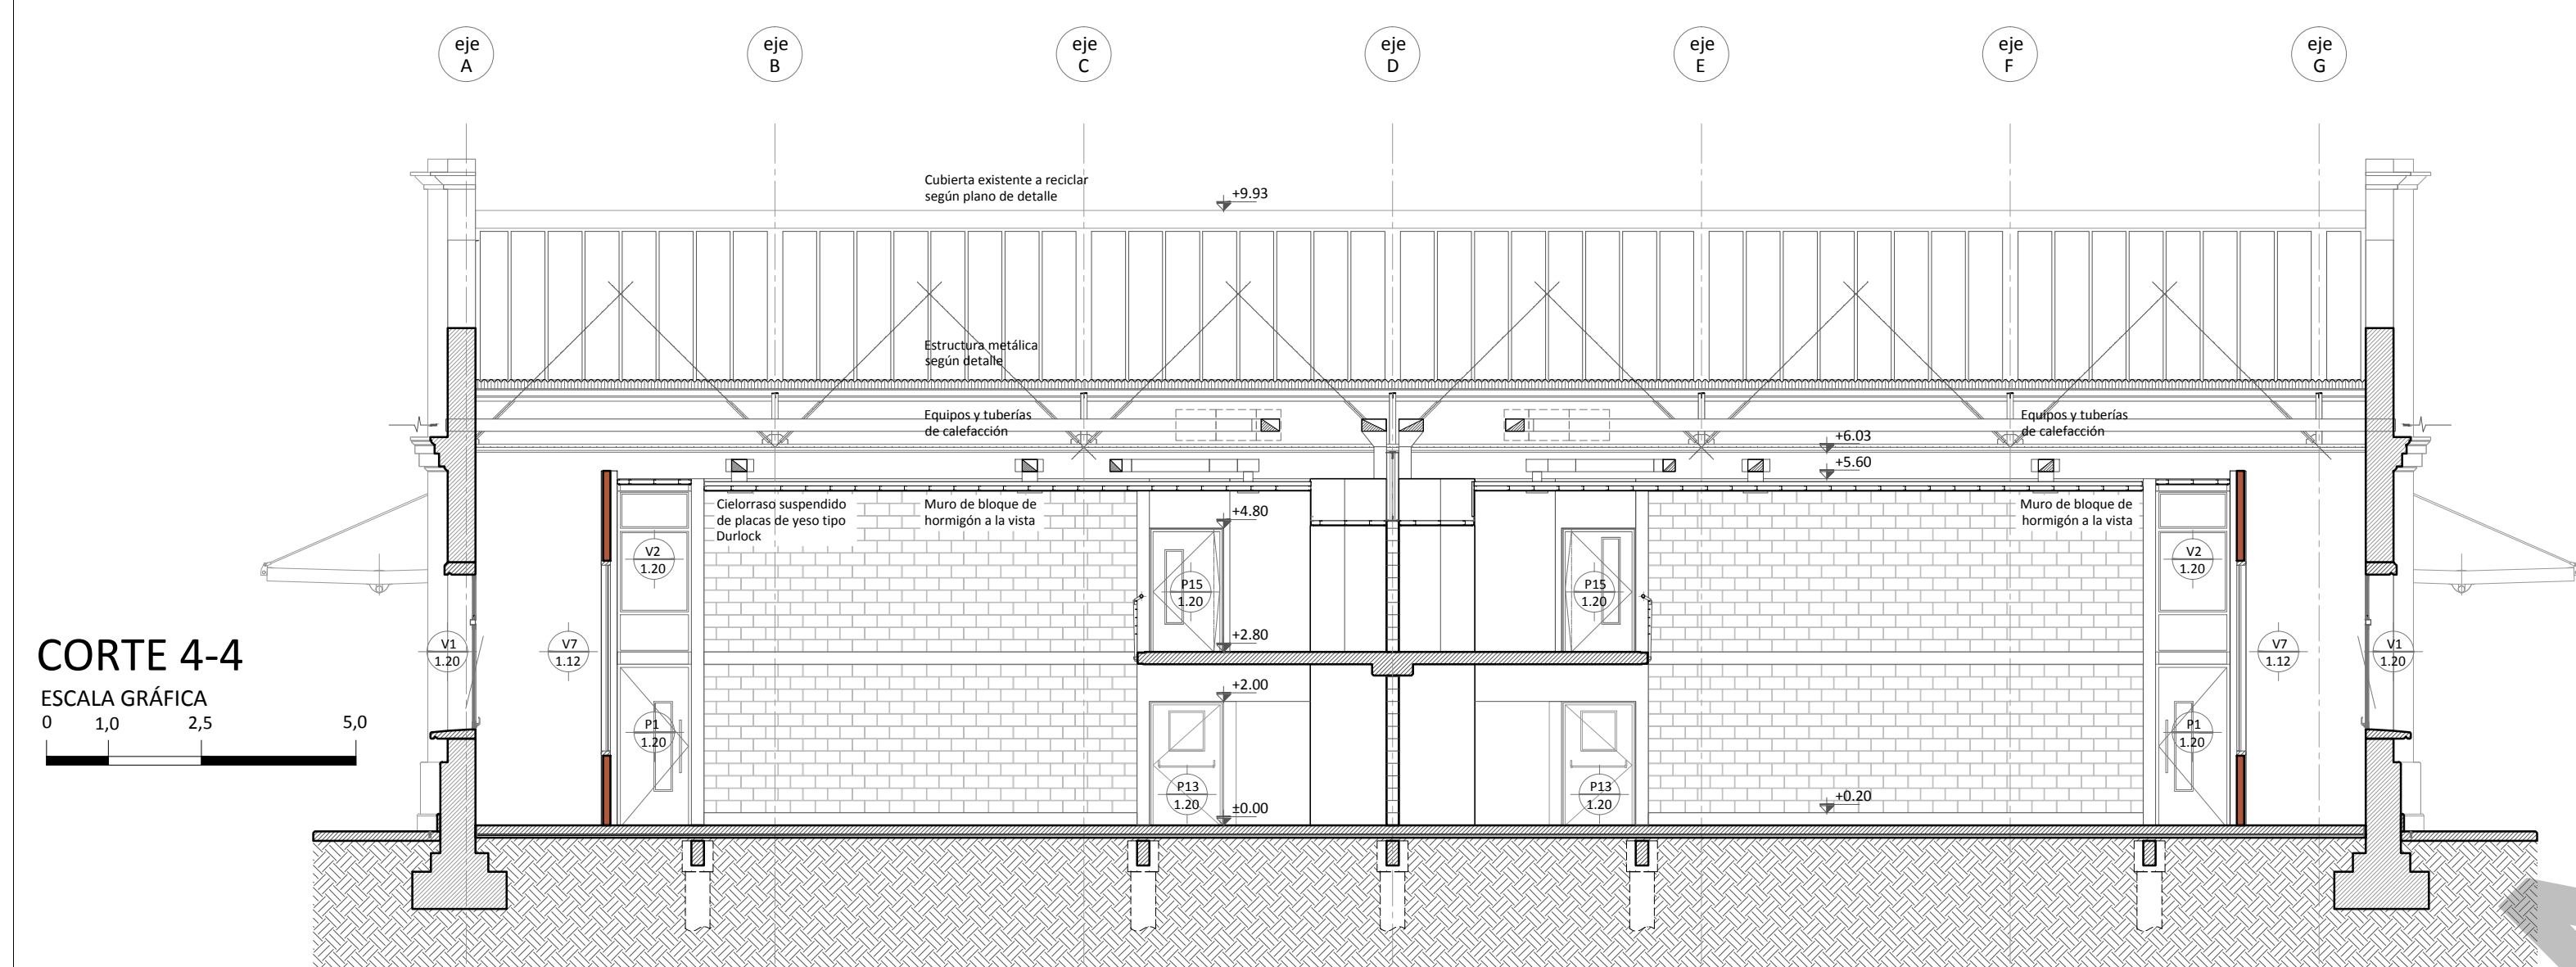 eje
A
eje
B
eje
C
eje
D
eje
E
eje
F
eje
G
Cubierta existente a reciclar
según plano de detalle
+9.93
Estructura metálica
según detalle
Equipos y tuberías
de calefacción
Equipos y tuberías
de calefacción
+6.03
+5.60
Cielorraso suspendido
de placas de yeso tipo
Durlock
Muro de bloque de
hormigón a la vista
+4.80
Muro de bloque de
hormigón a la vista
V2
1.20
V2
1.20
P15
1.20
P15
1.20
+2.80
V1
1.20
V7
1.12
V7
1.12
V1
1.20
CORTE 4-4
ESCALA GRÁFICA
0 1,0 2,5 5,0
+2.00
P1
1.20
P1
1.20
P13
1.20
P13
1.20
±0.00
+0.20